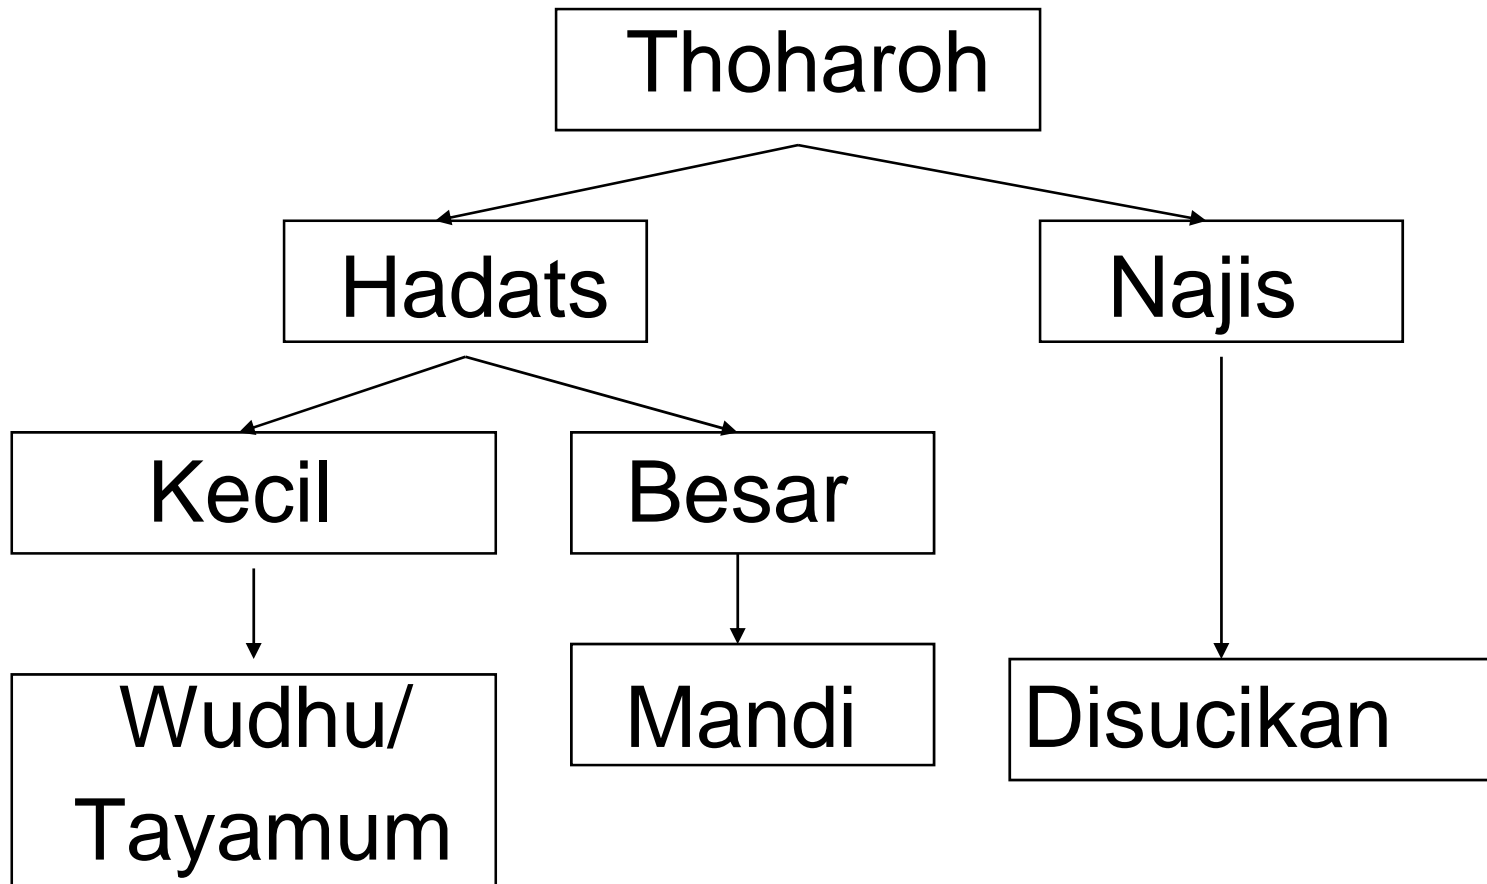 Thoharoh
Hadats
Najis
Kecil
Besar
Wudhu/
Tayamum
Mandi
Disucikan